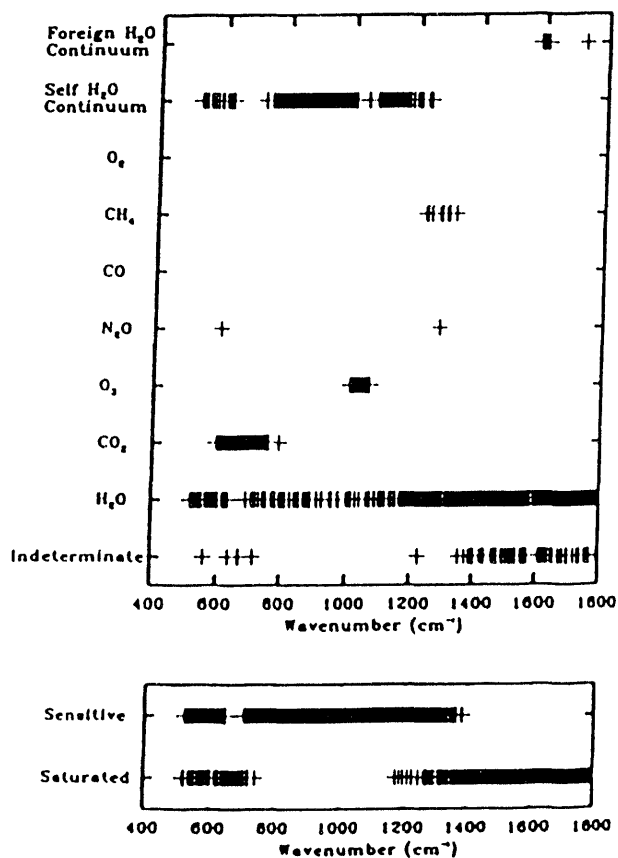 Foreign H₂O
Continuum
Self H₂O
Continuum
O₂
CH₄
CO
N₂O
O₃
CO₂
H₂O
Indeterminate
400 600 800 1000 1200 1400 1600 1800
Wavenumber (cm⁻¹)
Sensitive
Saturated
400 600 800 1000 1200 1400 1600 1800
Wavenumber (cm⁻¹)